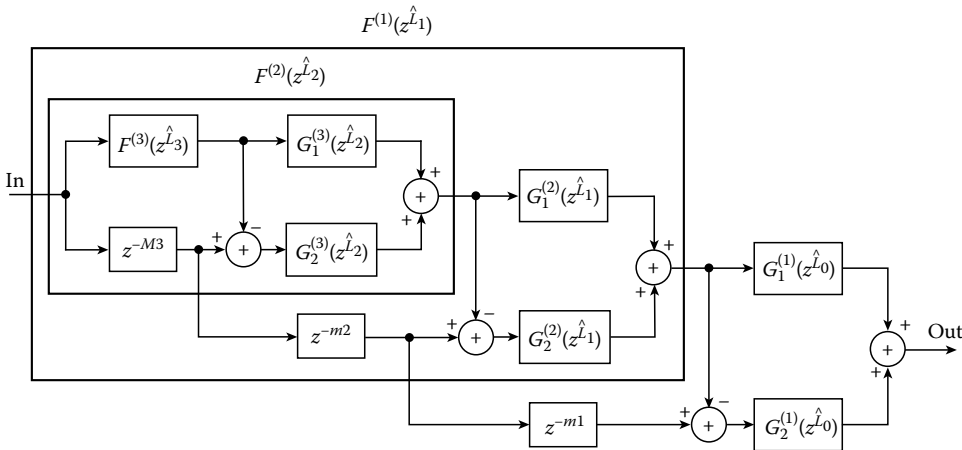 F^(1)(z^L̂1)
F^(2)(z^L̂2)
F^(3)(z^L̂3)
G1^(3)(z^L̂2)
+
In
+
+
G1^(2)(z^L̂1)
−
z^−M3
+
+
G2^(3)(z^L̂2)
+
+
+
G1^(1)(z^L̂0)
−
z^−m2
+
+
G2^(2)(z^L̂1)
+
+
Out
+
−
z^−m1
+
+
G2^(1)(z^L̂0)